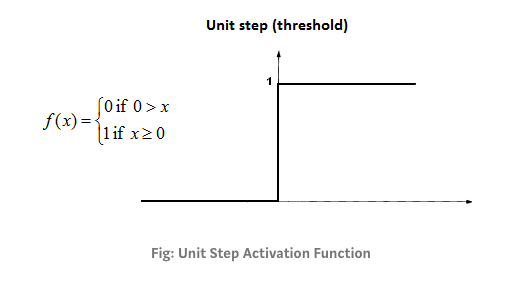 Unit step (threshold)
1
f(x)= {0 if 0 > x
1 if x ≥ 0
Fig: Unit Step Activation Function